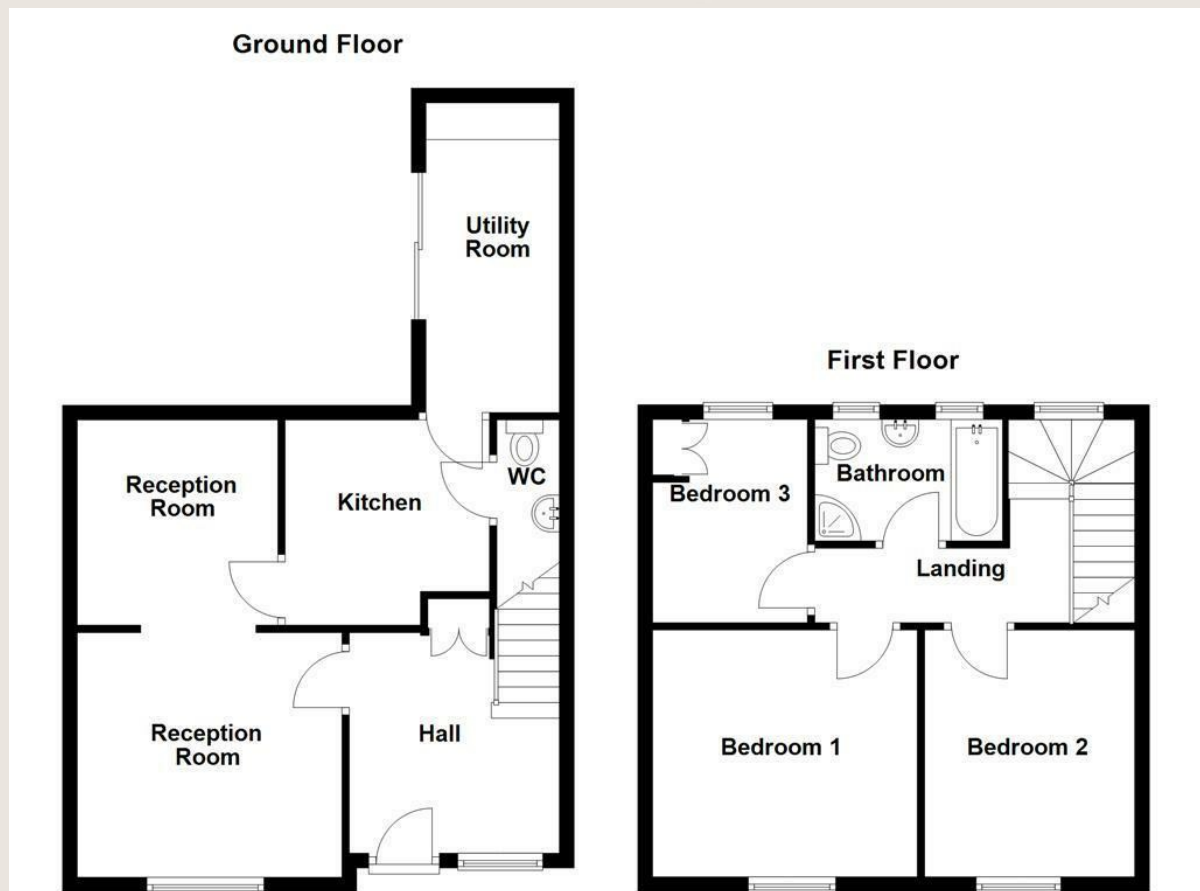 Ground Floor
Utility
Room
Reception
Room
Kitchen
WC
Reception
Room
Hall
First Floor
Bedroom 3
Bathroom
Landing
Bedroom 1
Bedroom 2